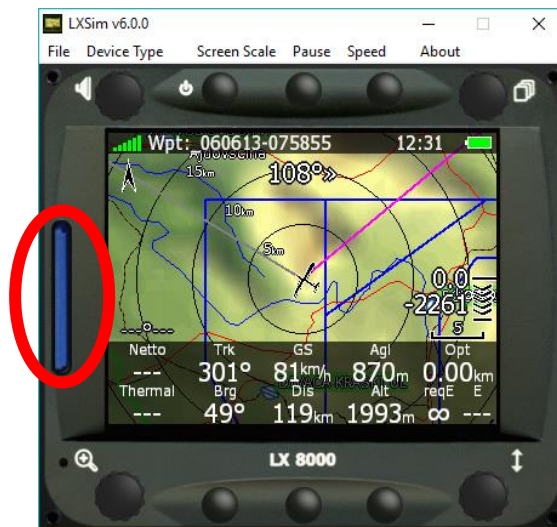 LXSim v6.0.0
File Device Type Screen Scale Pause Speed About
Wpt:_060613-075855 12:31
Ajdovscina
15km
108°»
10km
5km
0.0
-2261
5
---°---
Netto Trk GS Agl Opt
--- 301° 81km/h 870m 0.00km
Thermal Brg Dis Alt reqE E
--- 49° 119km 1993m ∞ ---
LX 8000